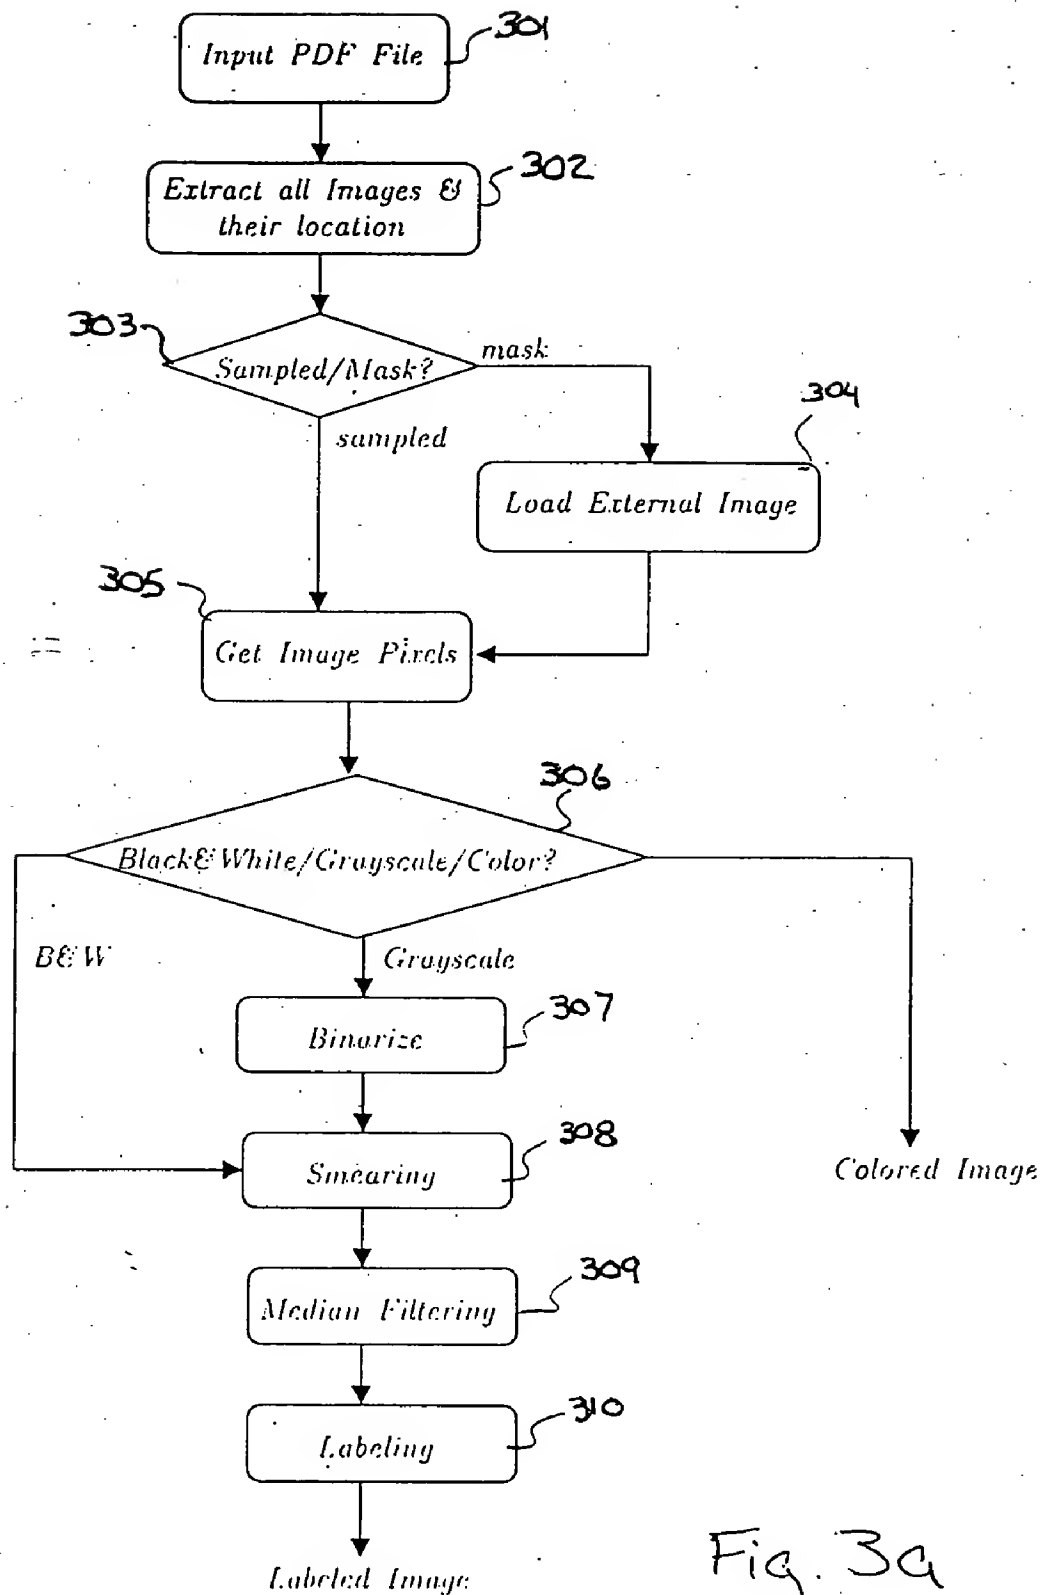 301
Input PDF File
302
Extract all Images &
their location
303
Sampled/Mask?
mask
304
sampled
Load External Image
305
Get Image Pixels
306
Black&White/Grayscale/Color?
B&W
Grayscale
307
Binarize
308
Smearing
Colored Image
309
Median Filtering
310
Labeling
Labeled Image
Fig. 3a